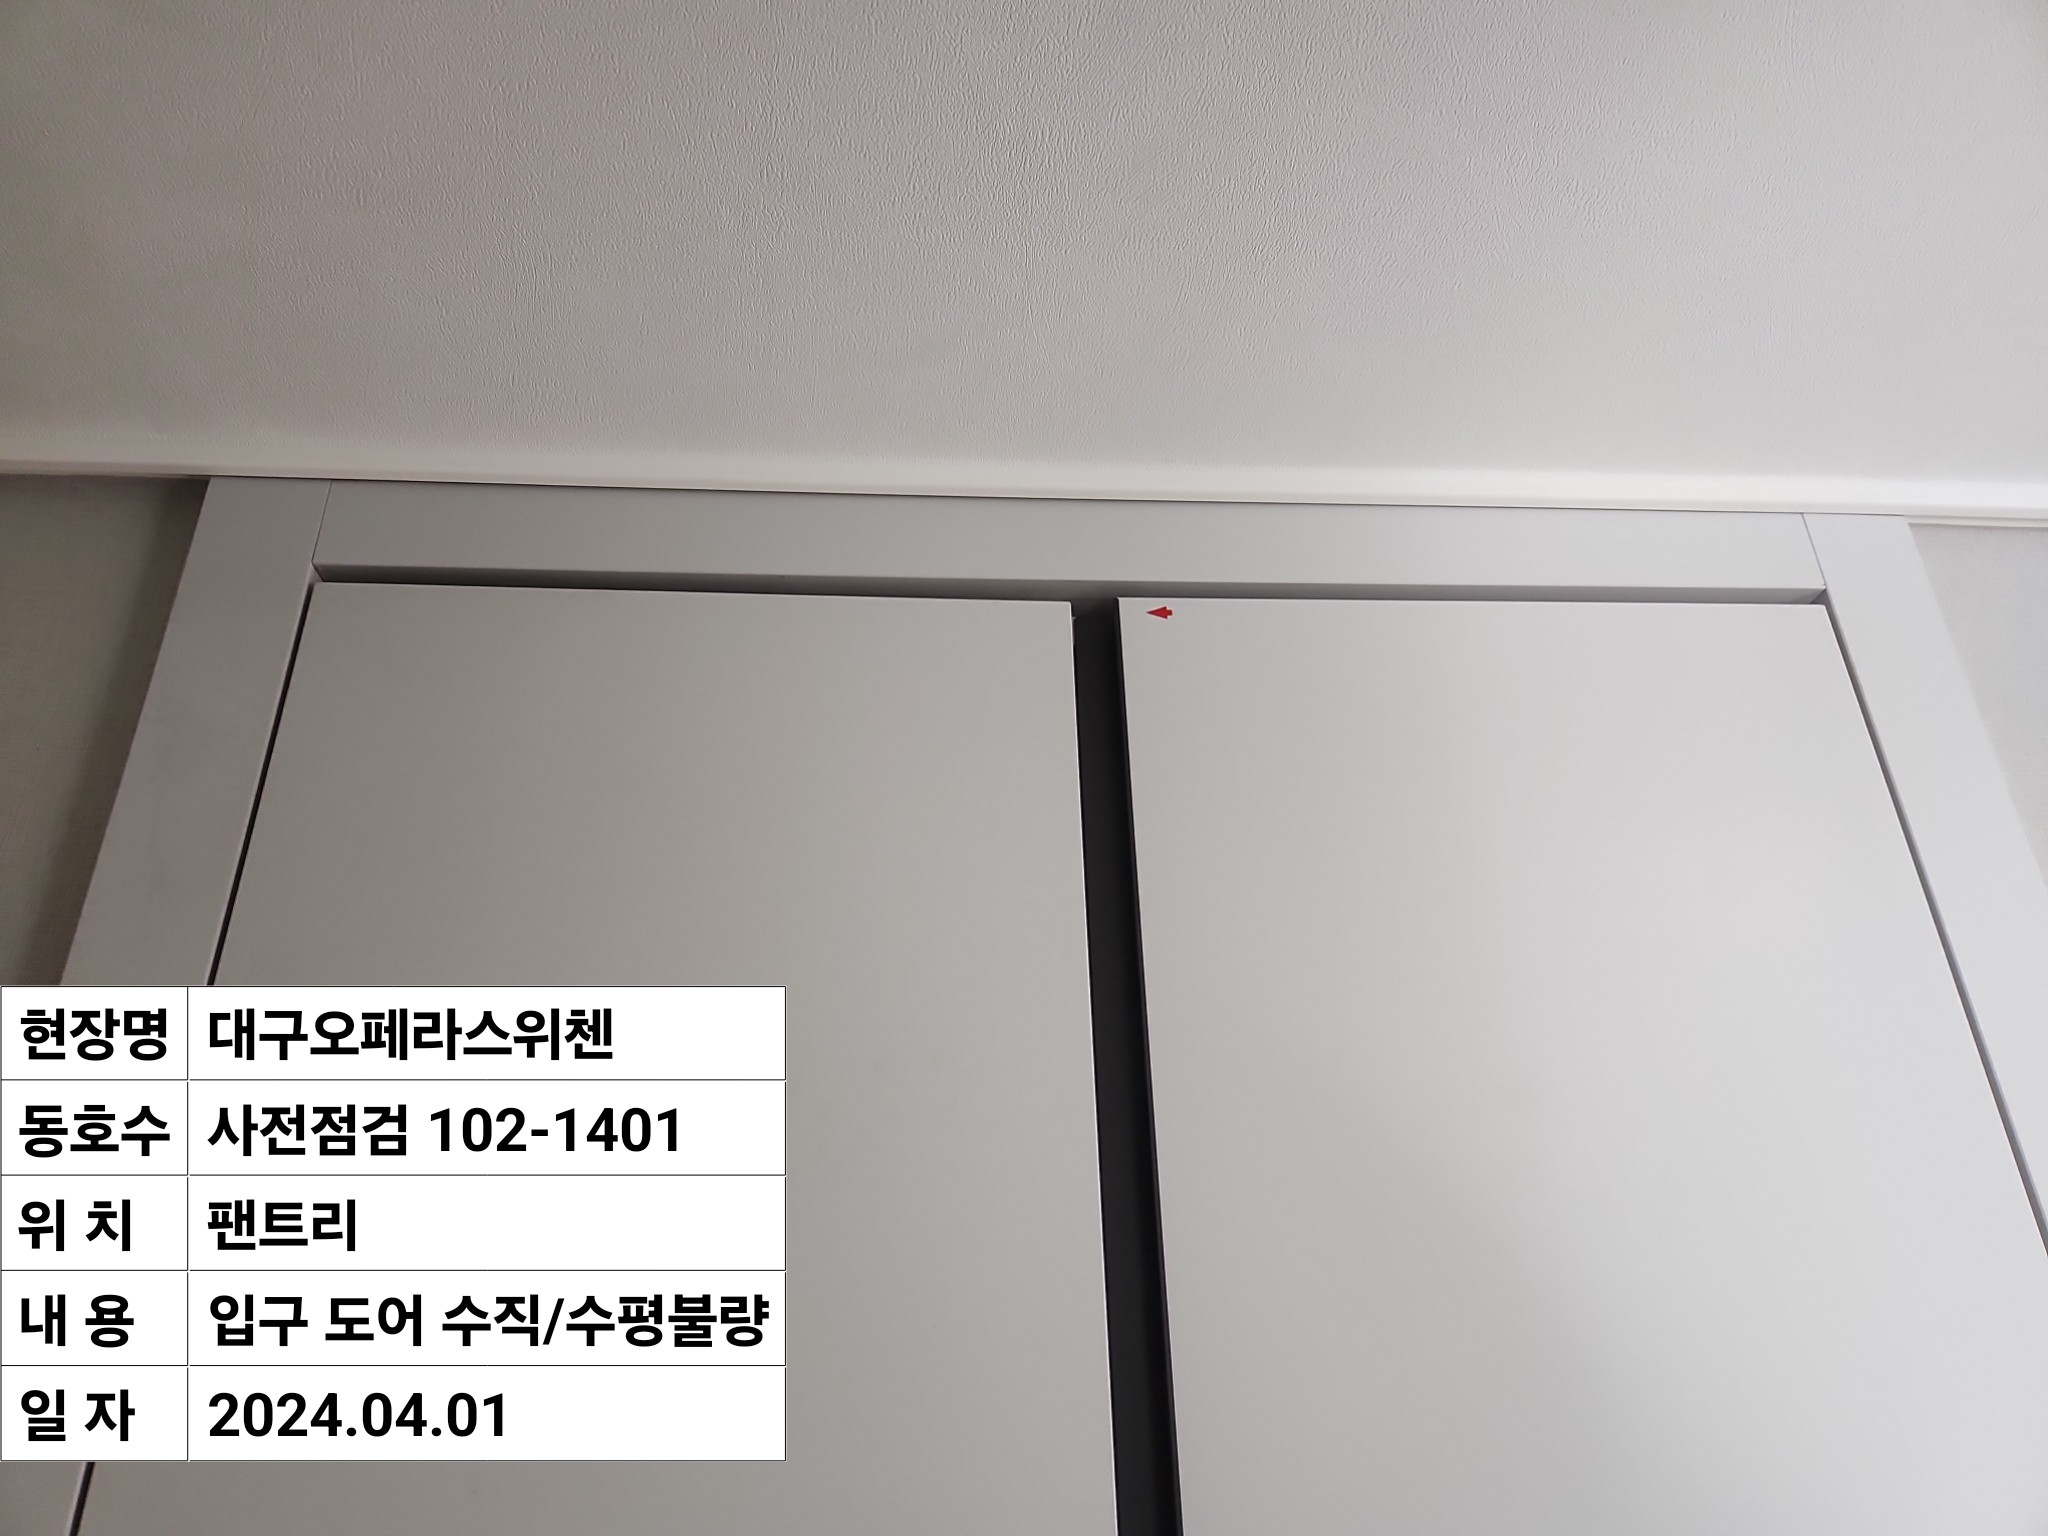 현장명 대구오페라스위첸
동호수 사전점검 102-1401
위 치 팬트리
내 용 입구 도어 수직/수평불량
일 자 2024.04.01